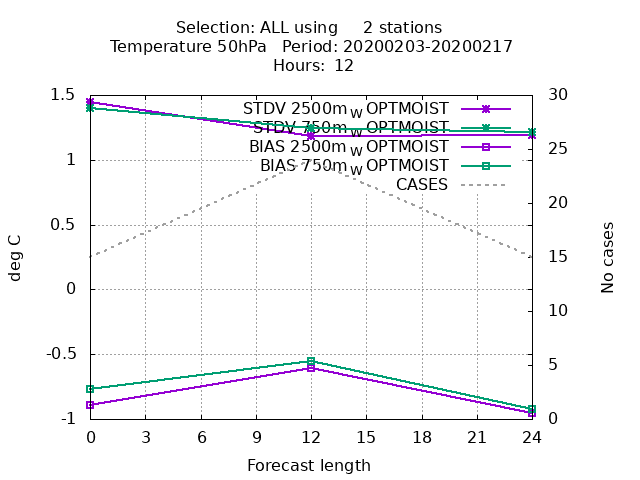 Selection: ALL using 2 stations
Temperature 50hPa Period: 20200203-20200217
Hours: 12
STDV 2500m_W OPTMOIST
STDV 750m_W OPTMOIST
BIAS 2500m_W OPTMOIST
BIAS 750m_W OPTMOIST
CASES
1.5
1
0.5
0
-0.5
-1
30
25
20
15
10
5
0
deg C
No cases
0 3 6 9 12 15 18 21 24
Forecast length